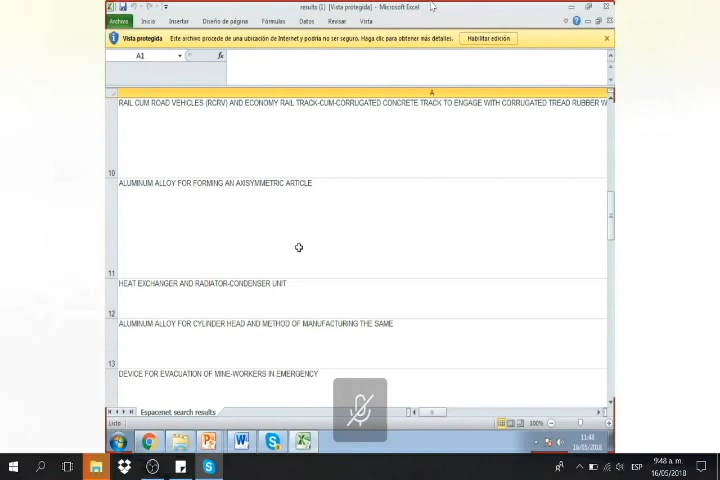 results (1) [Vista protegida] - Microsoft Excel
Archivo Inicio Insertar Diseño de página Fórmulas Datos Revisar Vista
Vista protegida Este archivo procede de una ubicación de Internet y podría no ser seguro. Haga clic para obtener más detalles. Habilitar edición
A1 fx
A
RAIL CUM ROAD VEHICLES (RCRV) AND ECONOMY RAIL TRACK-CUM-CORRUGATED CONCRETE TRACK TO ENGAGE WITH CORRUGATED TREAD RUBBER W
10
ALUMINUM ALLOY FOR FORMING AN AXISYMMETRIC ARTICLE
11
HEAT EXCHANGER AND RADIATOR-CONDENSER UNIT
12
ALUMINUM ALLOY FOR CYLINDER HEAD AND METHOD OF MANUFACTURING THE SAME
13
DEVICE FOR EVACUATION OF MINE-WORKERS IN EMERGENCY
Espacenet search results
Listo 100%
11:48
16/05/2018
ESP
9:48 a. m.
16/05/2018